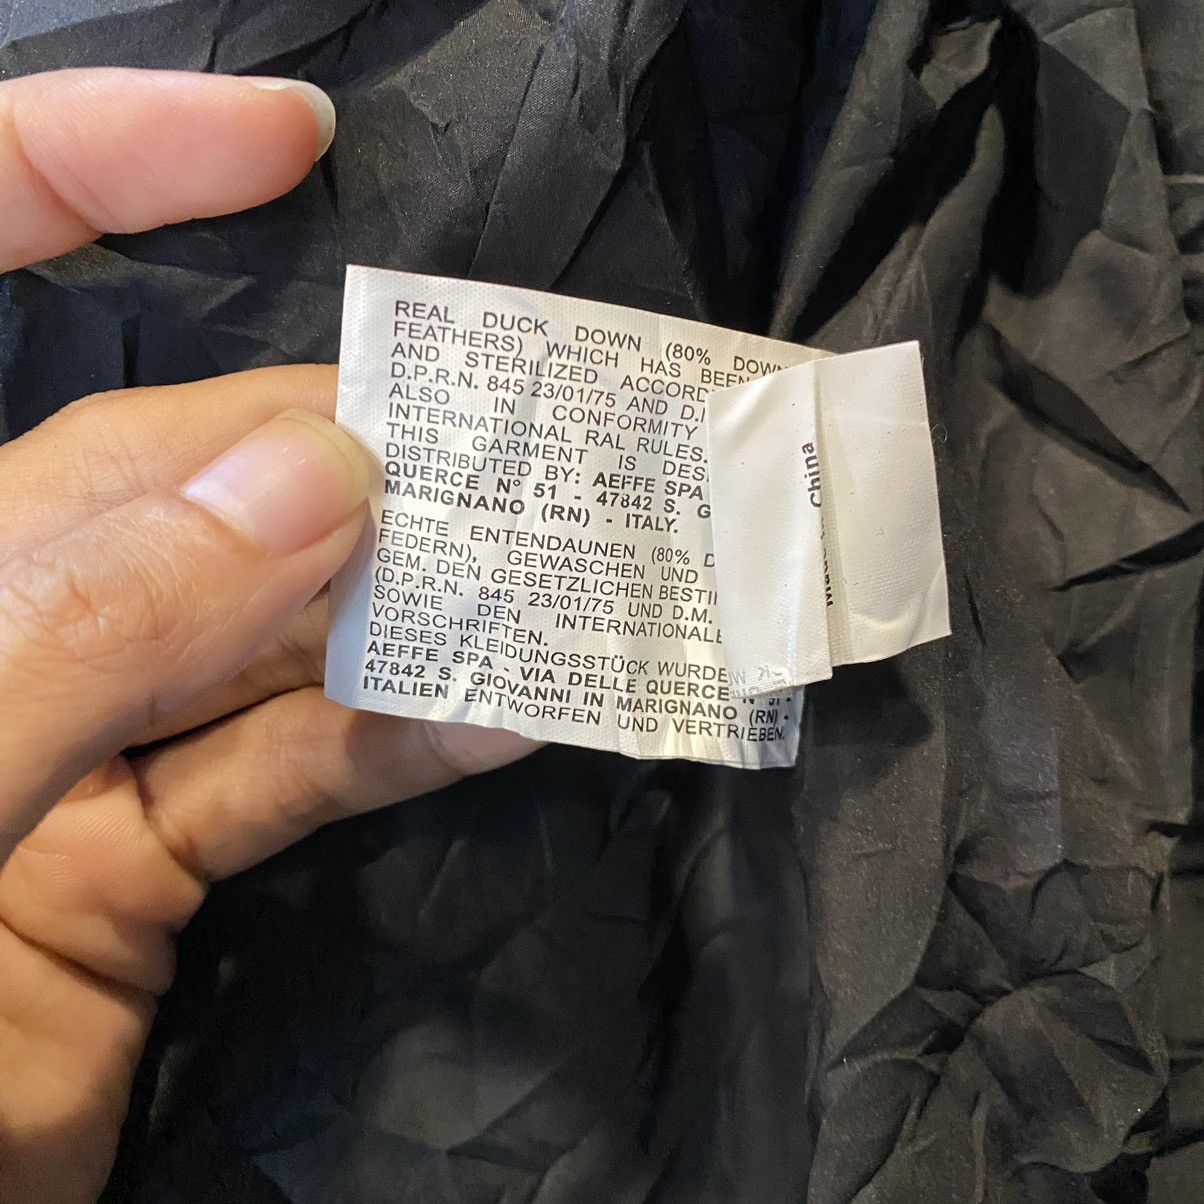 REAL DUCK DOWN (80% DOWN
FEATHERS) WHICH HAS BEEN
AND STERILIZED ACCORD
D.P.R.N. 845 23/01/75 AND D.
ALSO IN CONFORMITY
INTERNATIONAL RAL RULES.
THIS GARMENT IS DES
DISTRIBUTED BY: AEFFE SPA
QUERCE N° 51 - 47842 S. G
MARIGNANO (RN) - ITALY.
ECHTE ENTENDAUNEN (80% D
FEDERN), GEWASCHEN UND
GEM. DEN GESETZLICHEN BESTI
(D.P.R.N. 845 23/01/75 UND D.M.
SOWIE DEN INTERNATIONALE
VORSCHRIFTEN.
DIESES KLEIDUNGSSTÜCK WURDE
AEFFE SPA - VIA DELLE QUERCE N° 51 -
47842 S. GIOVANNI IN MARIGNANO (RN) -
ITALIEN ENTWORFEN UND VERTRIEBEN.
China